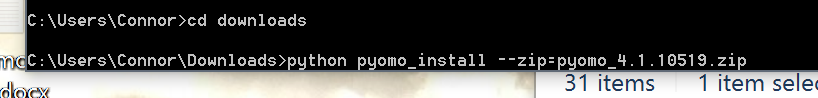 C:\Users\Connor>cd downloads
C:\Users\Connor\Downloads>python pyomo_install --zip=pyomo_4.1.10519.zip
31 items 1 item selec
docx